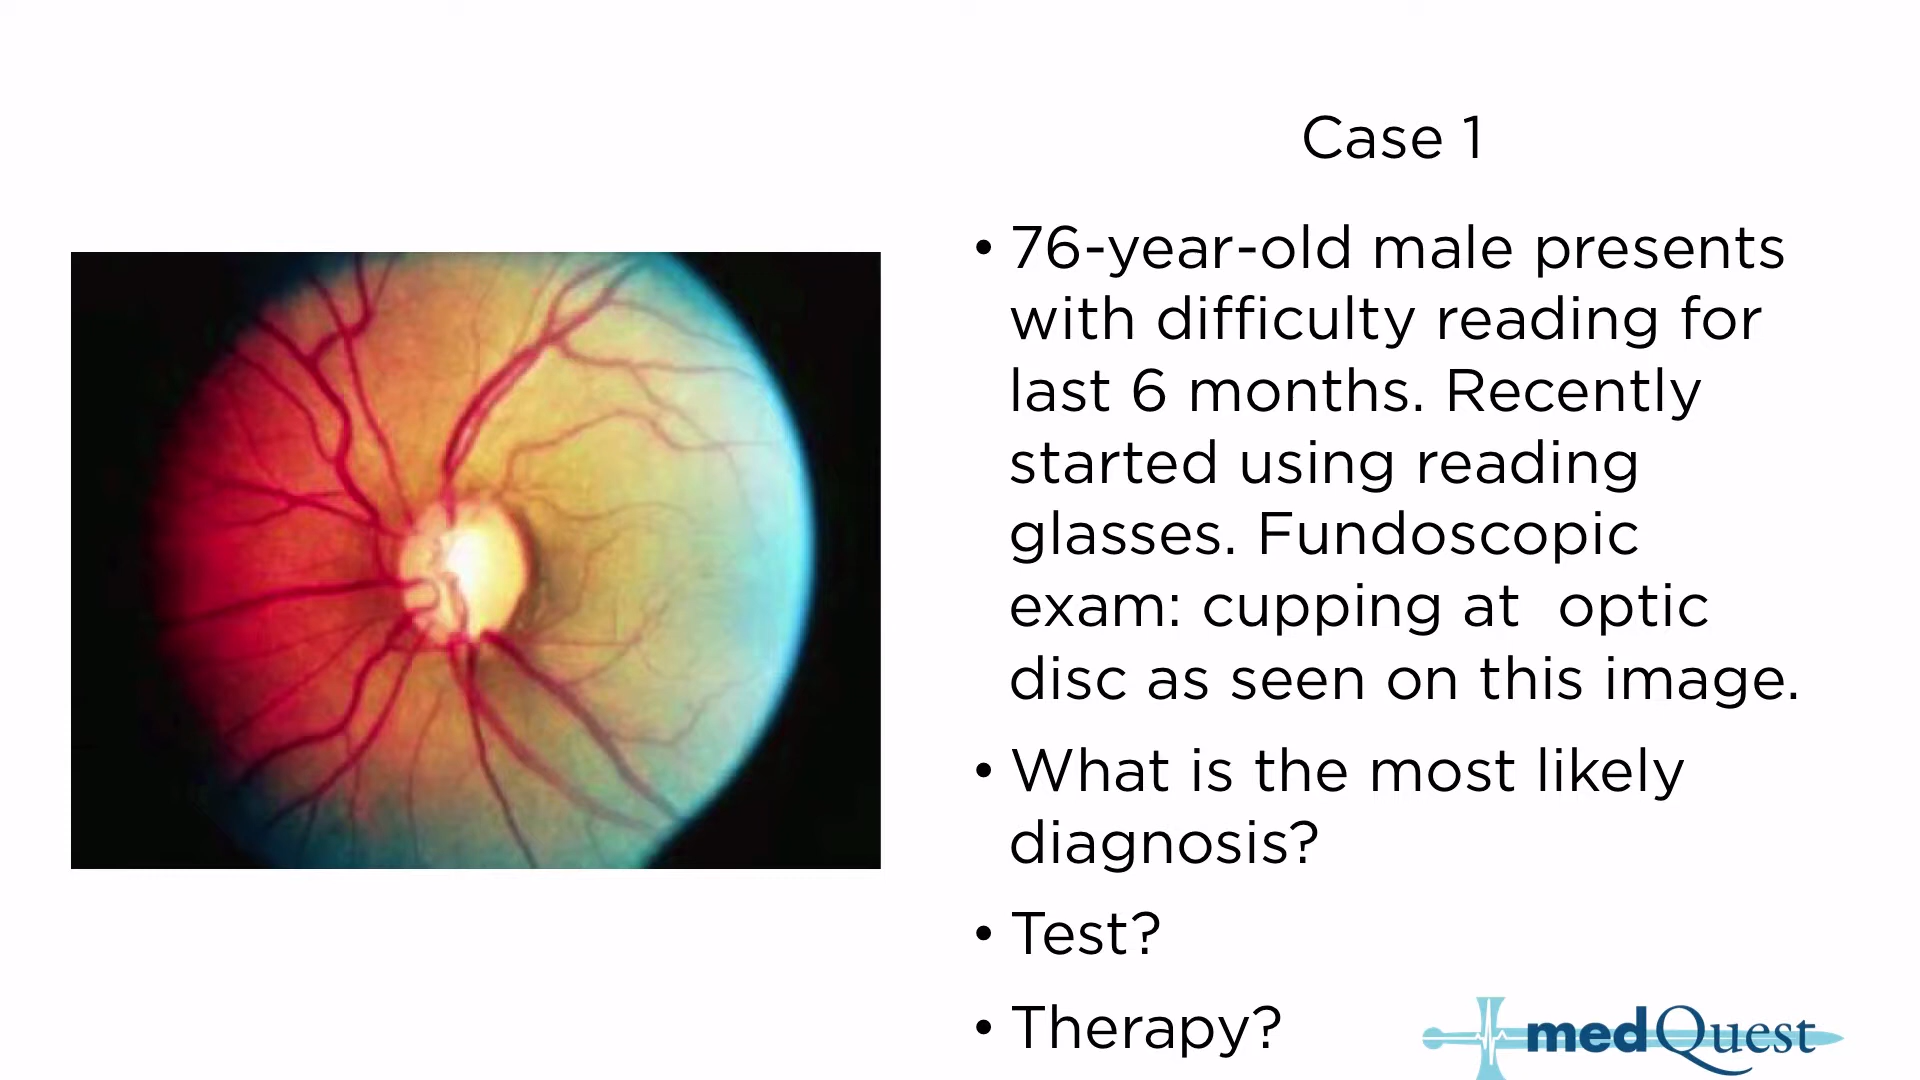 Case 1
• 76-year-old male presents
with difficulty reading for
last 6 months. Recently
started using reading
glasses. Fundoscopic
exam: cupping at  optic
disc as seen on this image.
• What is the most likely
diagnosis?
• Test?
• Therapy?
medQuest